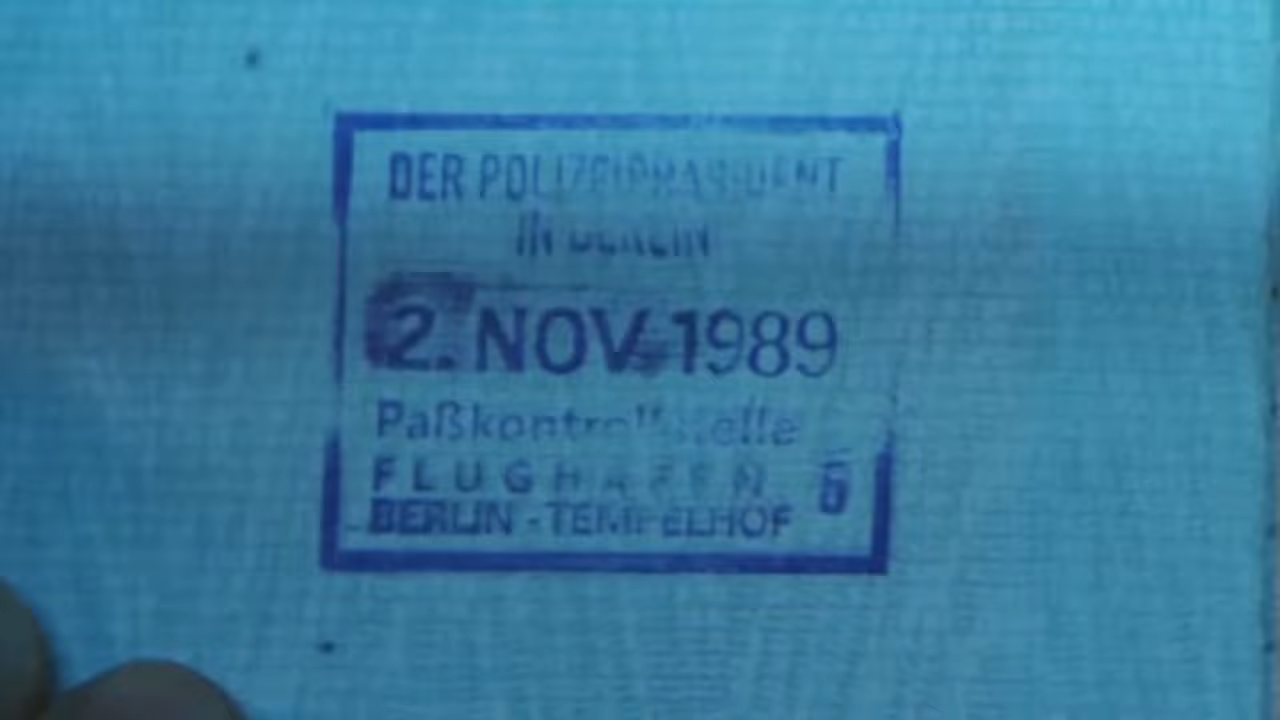 DER POLIZEIPRÄSIDENT
IN BERLIN
2. NOV. 1989
Paßkontrollstelle
FLUGHAFEN 6
BERLIN - TEMPELHOF